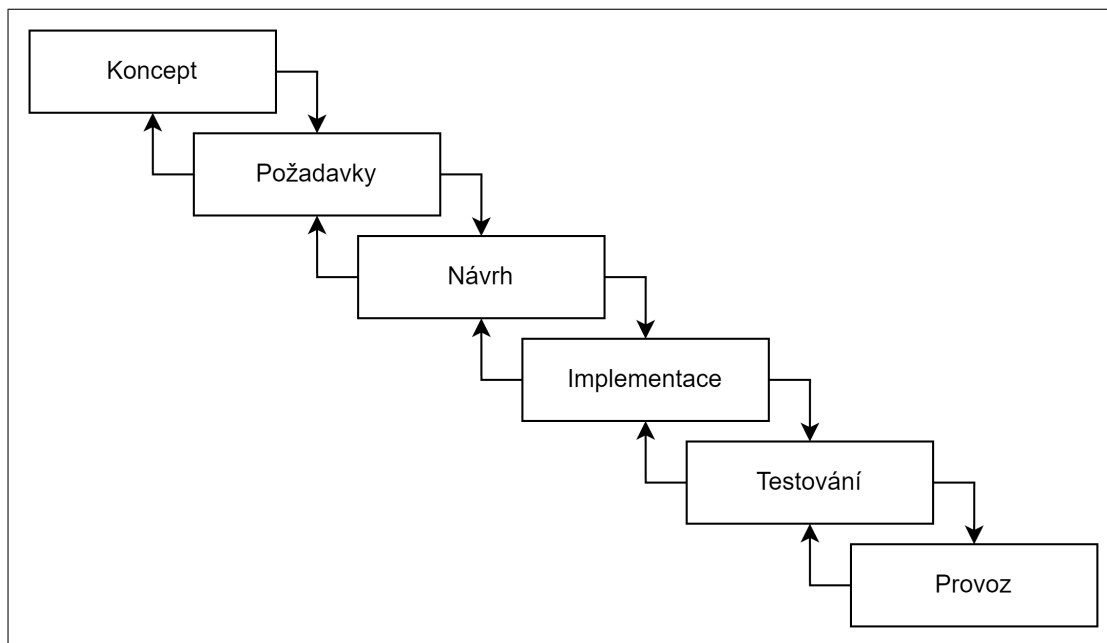 Koncept
Požadavky
Návrh
Implementace
Testování
Provoz